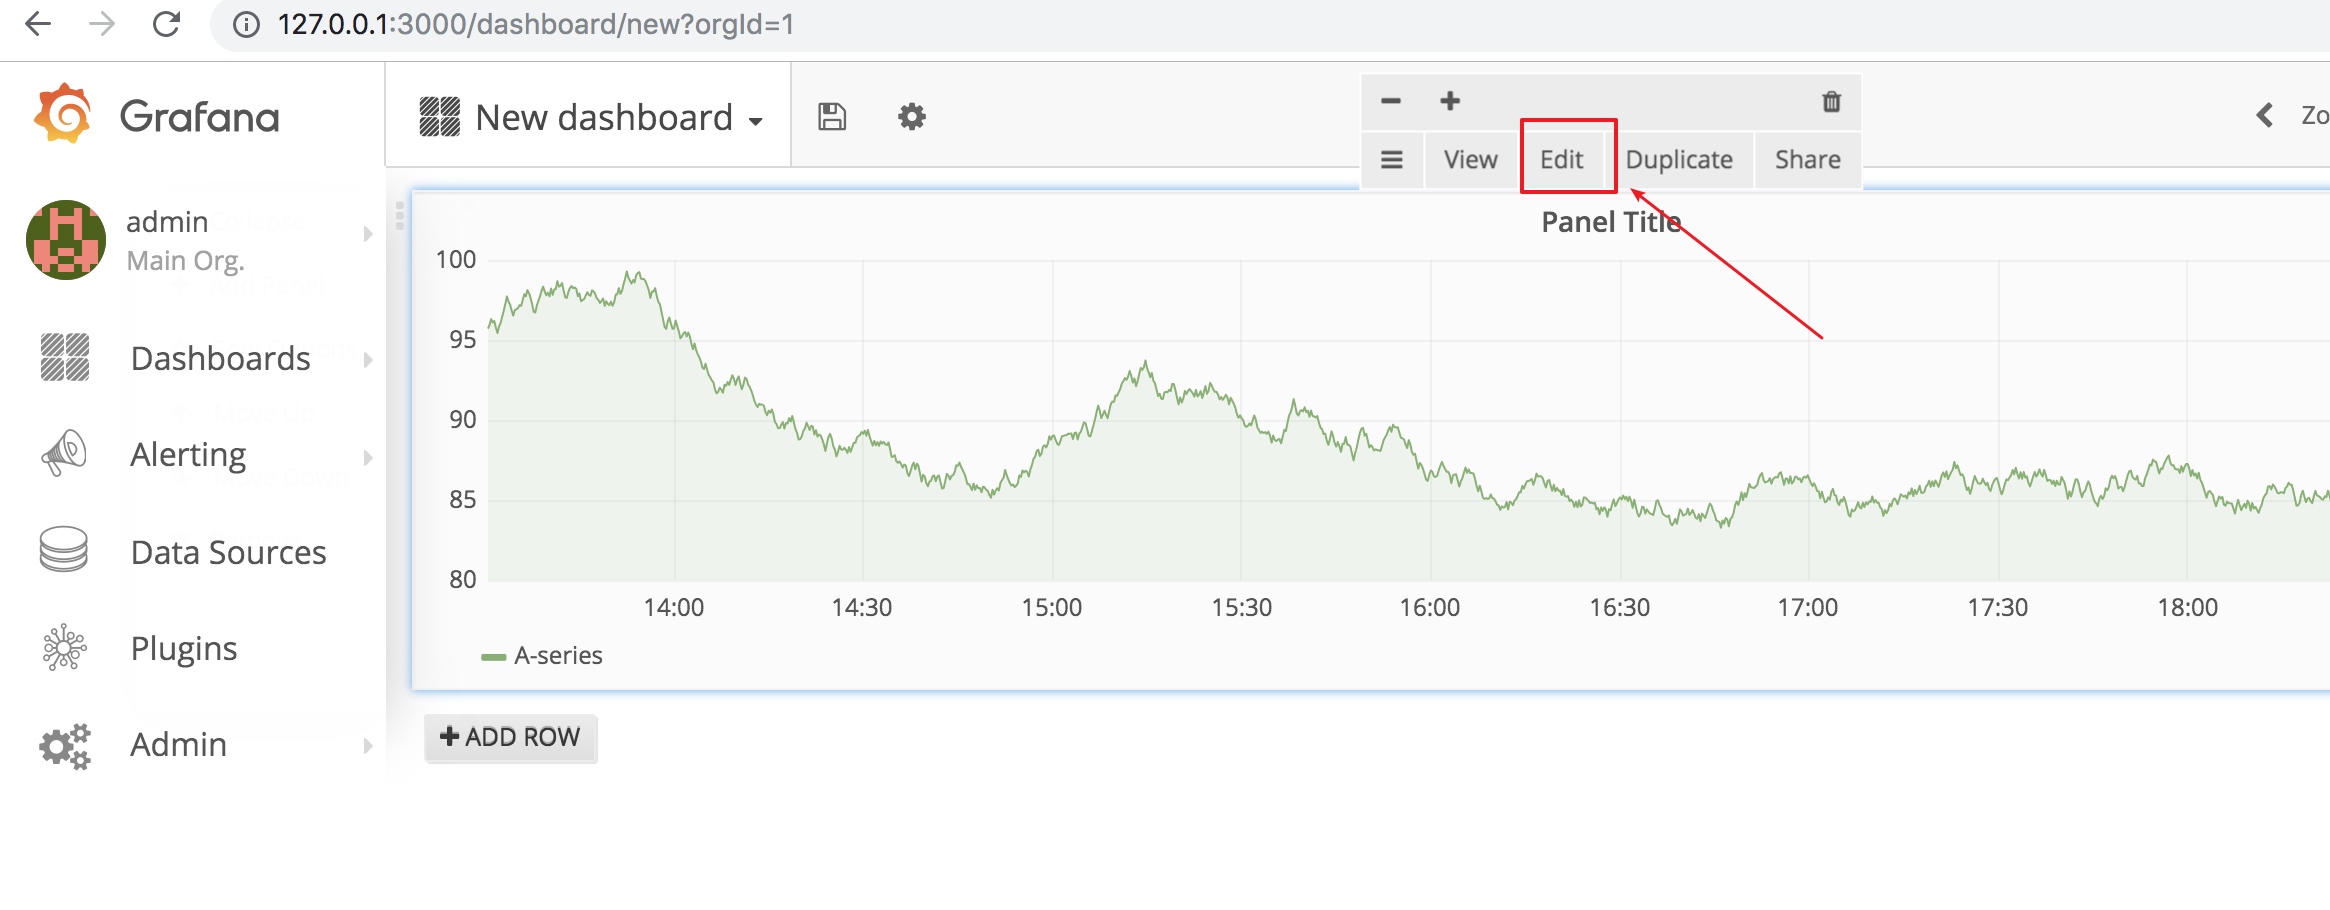 127.0.0.1:3000/dashboard/new?orgId=1
Grafana
New dashboard
Zo
View
Edit
Duplicate
Share
admin
Main Org.
Dashboards
Alerting
Data Sources
Plugins
Admin
Panel Title
100
95
90
85
80
14:00
14:30
15:00
15:30
16:00
16:30
17:00
17:30
18:00
A-series
ADD ROW